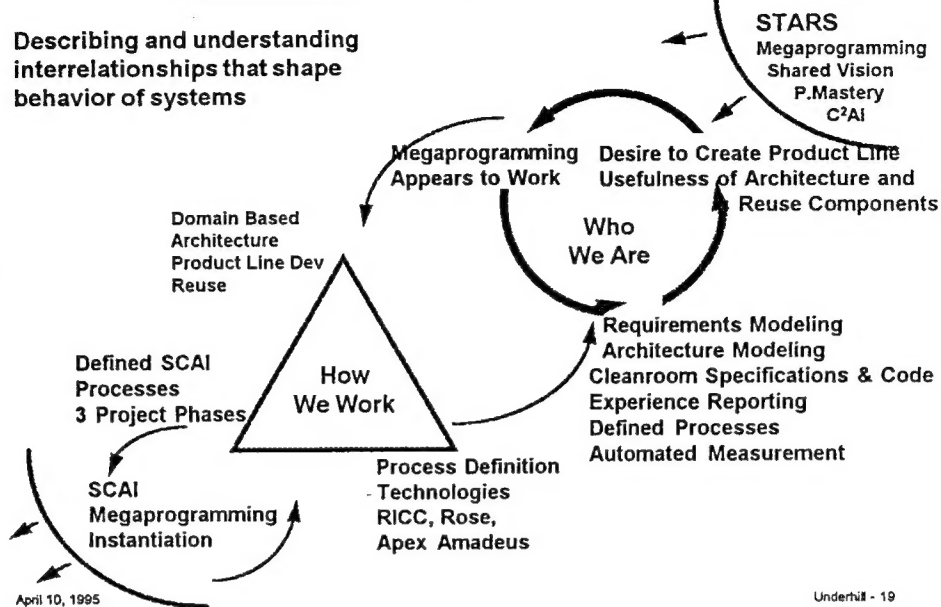 Describing and understanding
interrelationships that shape
behavior of systems
STARS
Megaprogramming
Shared Vision
P.Mastery
C²AI
Megaprogramming
Appears to Work
Desire to Create Product Line
Usefulness of Architecture and
Reuse Components
Who
We Are
Domain Based
Architecture
Product Line Dev
Reuse
How
We Work
Defined SCAI
Processes
3 Project Phases
Requirements Modeling
Architecture Modeling
Cleanroom Specifications & Code
Experience Reporting
Defined Processes
Automated Measurement
Process Definition
Technologies
RICC, Rose,
Apex Amadeus
SCAI
Megaprogramming
Instantiation
April 10, 1995
Underhill - 19